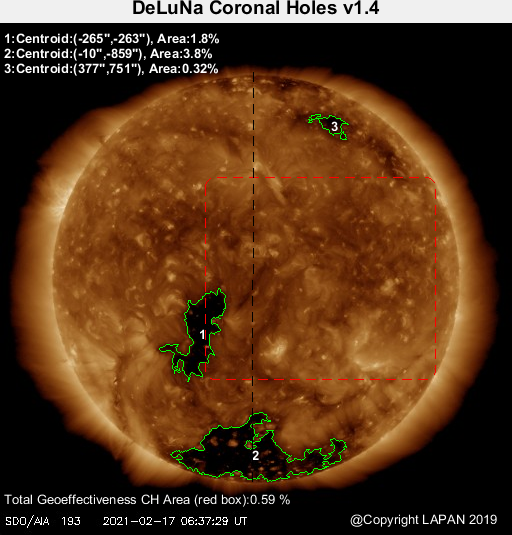 DeLuNa Coronal Holes v1.4
1:Centroid:(-265",-263"), Area:1.8%
2:Centroid:(-10",-859"), Area:3.8%
3:Centroid:(377",751"), Area:0.32%
3
1
2
Total Geoeffectiveness CH Area (red box):0.59 %
SDO/AIA 193 2021-02-17 06:37:29 UT
@Copyright LAPAN 2019